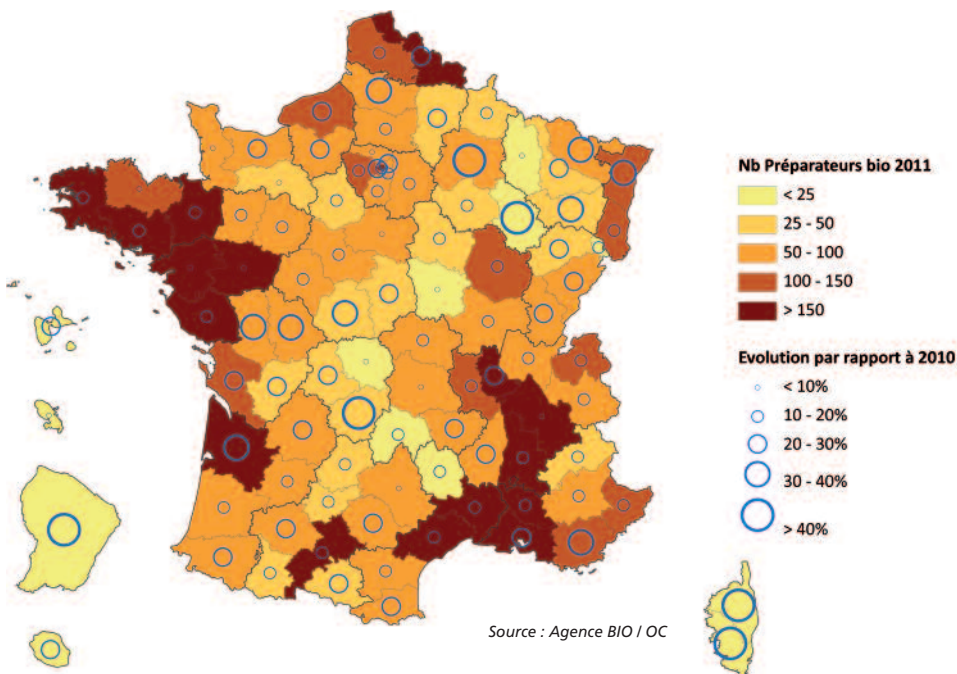 Nb Préparateurs bio 2011
< 25
25 - 50
50 - 100
100 - 150
> 150
Evolution par rapport à 2010
< 10%
10 - 20%
20 - 30%
30 - 40%
> 40%
Source : Agence BIO / OC